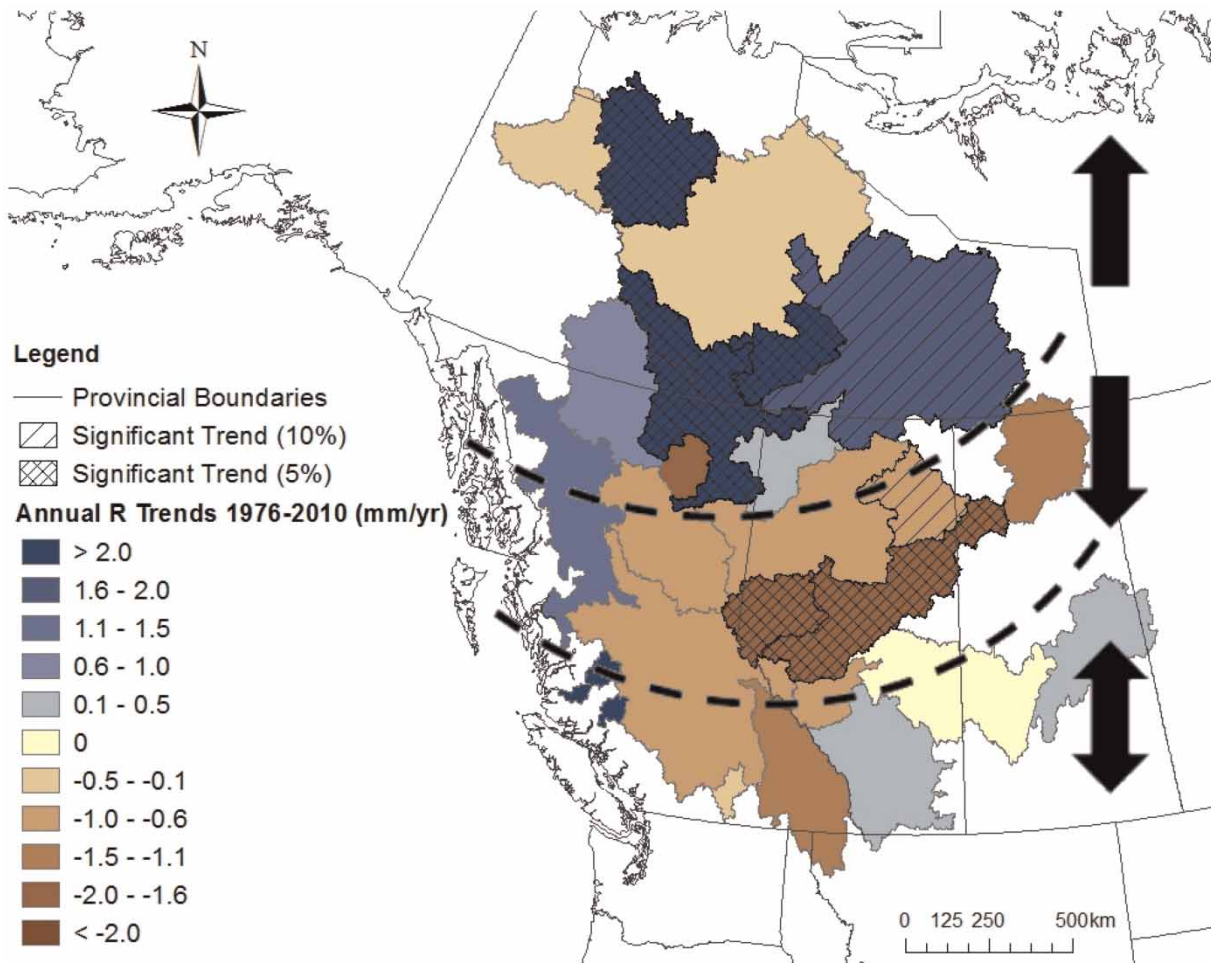 N
Legend
Provincial Boundaries
Significant Trend (10%)
Significant Trend (5%)
Annual R Trends 1976-2010 (mm/yr)
> 2.0
1.6 - 2.0
1.1 - 1.5
0.6 - 1.0
0.1 - 0.5
0
-0.5 - -0.1
-1.0 - -0.6
-1.5 - -1.1
-2.0 - -1.6
< -2.0
0 125 250 500km